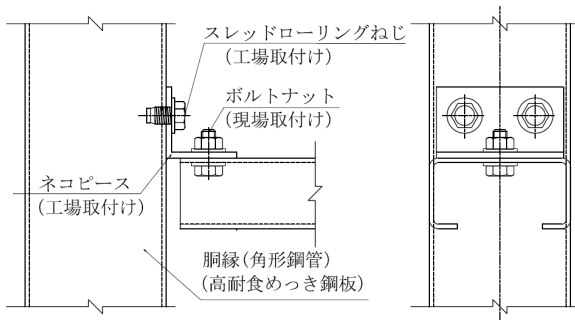 スレッドローリングねじ
(工場取付け)
ボルトナット
(現場取付け)
ネコピース
(工場取付け)
胴縁(角形鋼管)
(高耐食めっき鋼板)